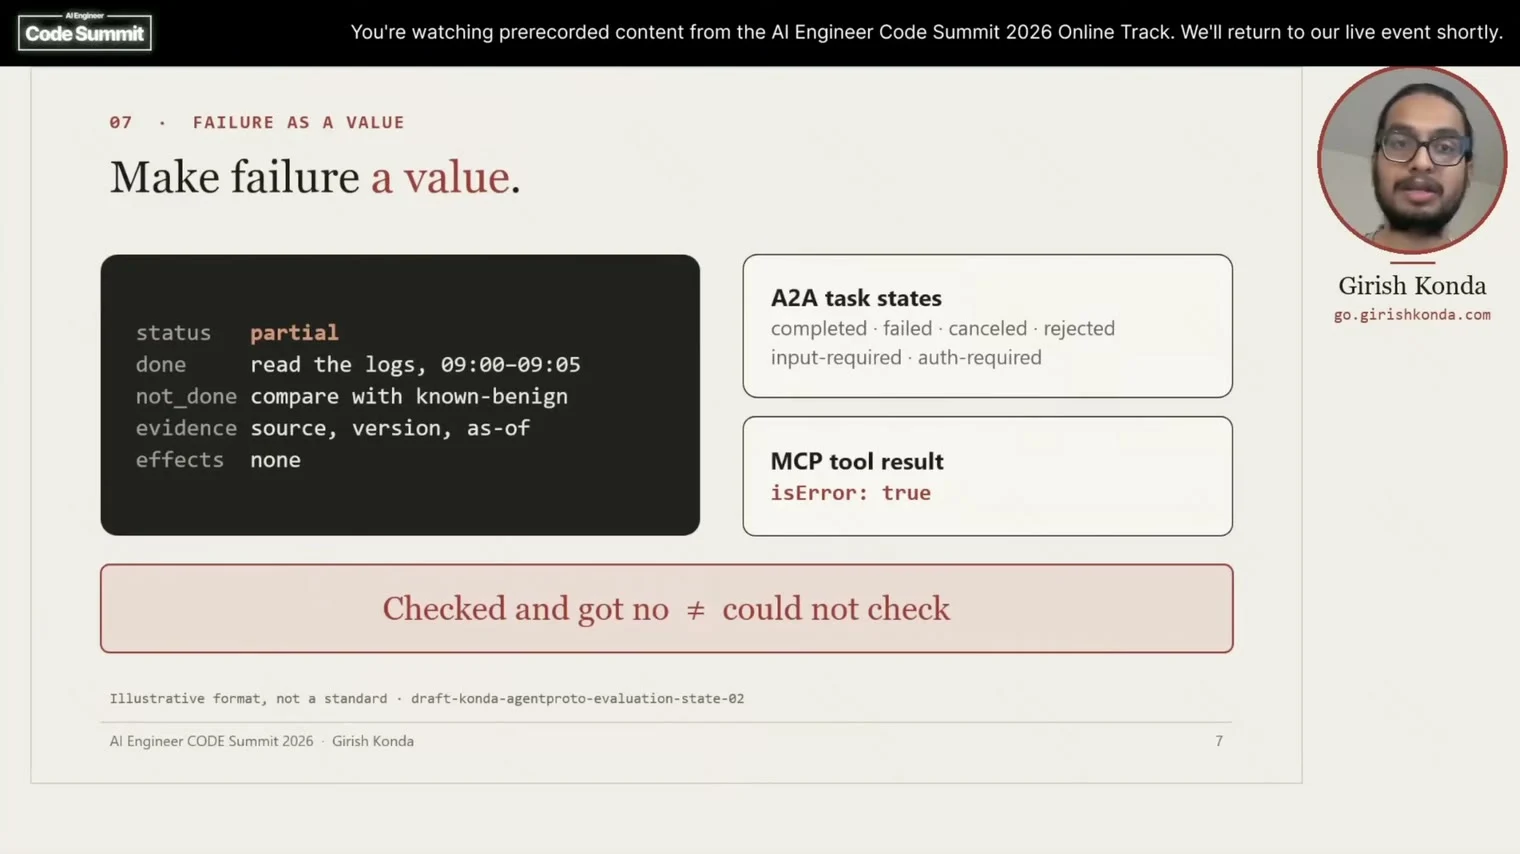 AI Engineer
Code Summit
You're watching prerecorded content from the AI Engineer Code Summit 2026 Online Track. We'll return to our live event shortly.
07 · FAILURE AS A VALUE
Make failure a value.
status partial
done read the logs, 09:00–09:05
not_done compare with known-benign
evidence source, version, as-of
effects none
A2A task states
completed · failed · canceled · rejected
input-required · auth-required
MCP tool result
isError: true
Checked and got no ≠ could not check
Illustrative format, not a standard · draft-konda-agentproto-evaluation-state-02
AI Engineer CODE Summit 2026 · Girish Konda
7
Girish Konda
go.girishkonda.com